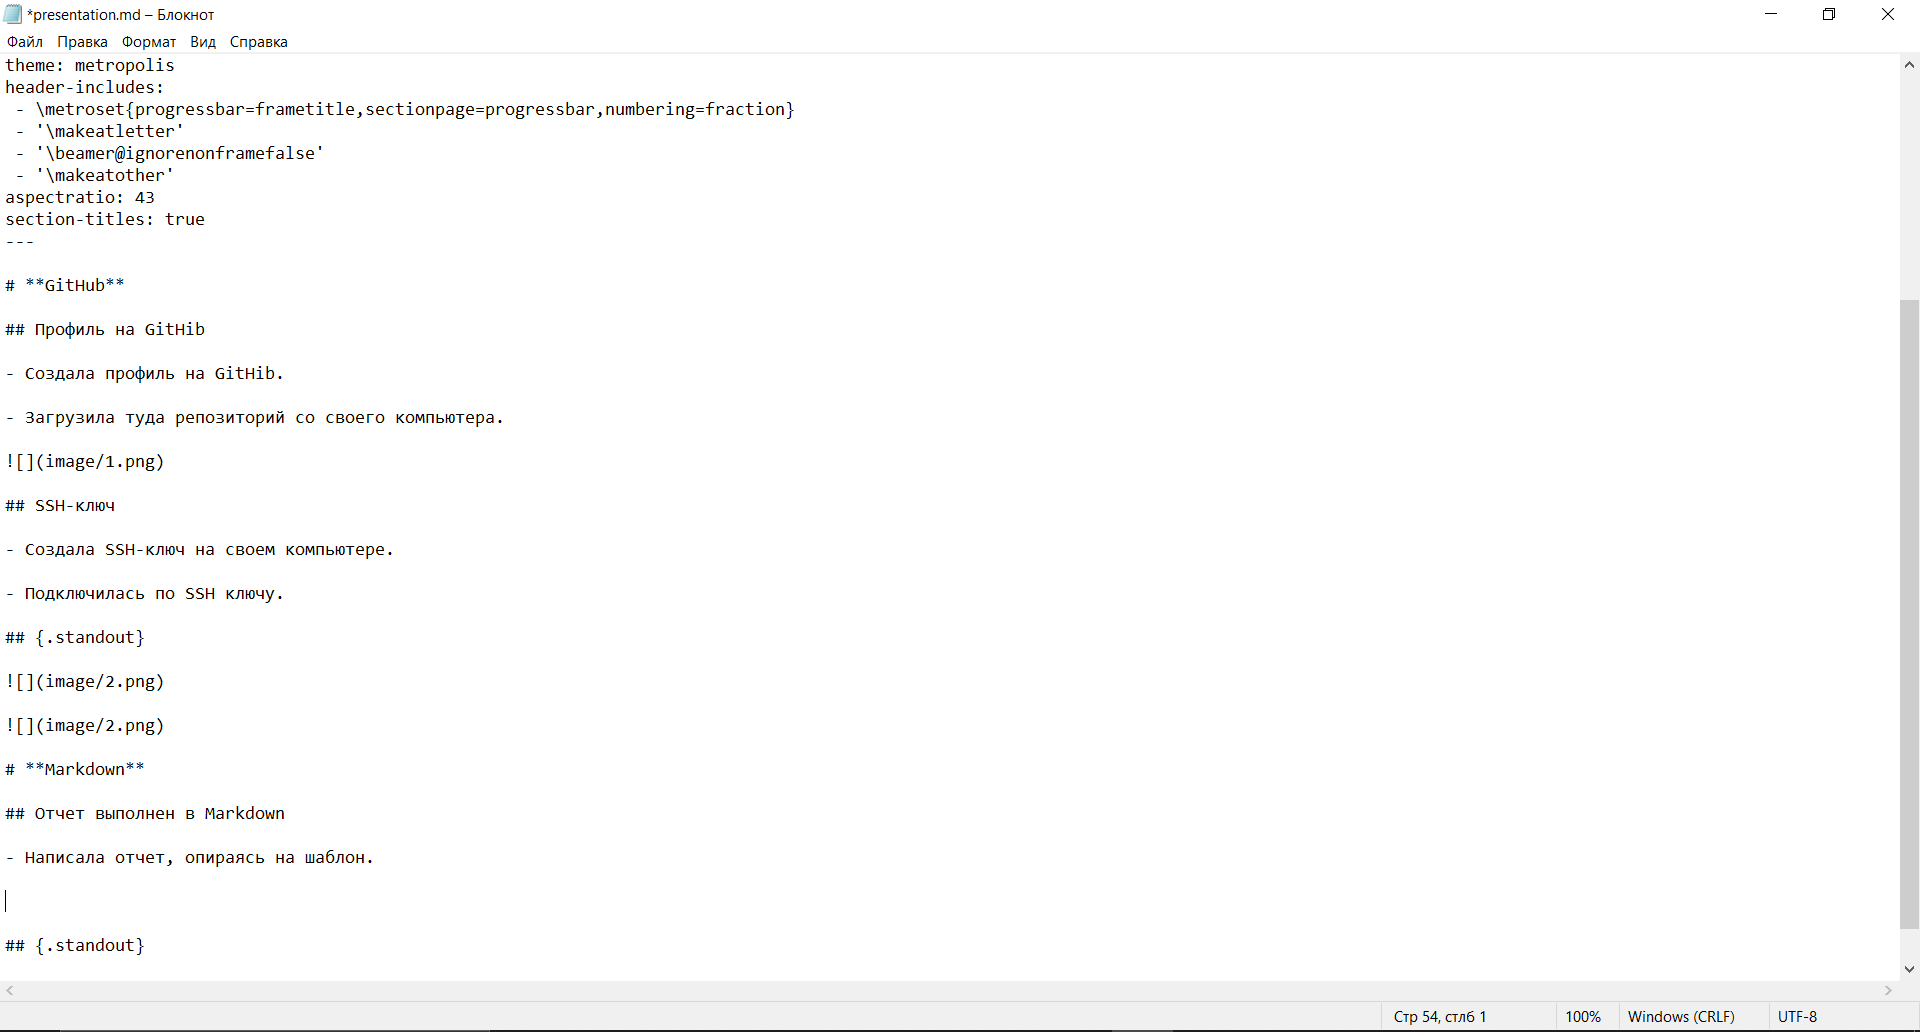 *presentation.md – Блокнот
Файл Правка Формат Вид Справка
theme: metropolis
header-includes:
 - \metroset{progressbar=frametitle,sectionpage=progressbar,numbering=fraction}
 - '\makeatletter'
 - '\beamer@ignorenonframefalse'
 - '\makeatother'
aspectratio: 43
section-titles: true
---
# **GitHub**
## Профиль на GitHib
- Создала профиль на GitHib.
- Загрузила туда репозиторий со своего компьютера.
![](image/1.png)
## SSH-ключ
- Создала SSH-ключ на своем компьютере.
- Подключилась по SSH ключу.
## {.standout}
![](image/2.png)
![](image/2.png)
# **Markdown**
## Отчет выполнен в Markdown
- Написала отчет, опираясь на шаблон.
## {.standout}
Стр 54, стлб 1 100% Windows (CRLF) UTF-8